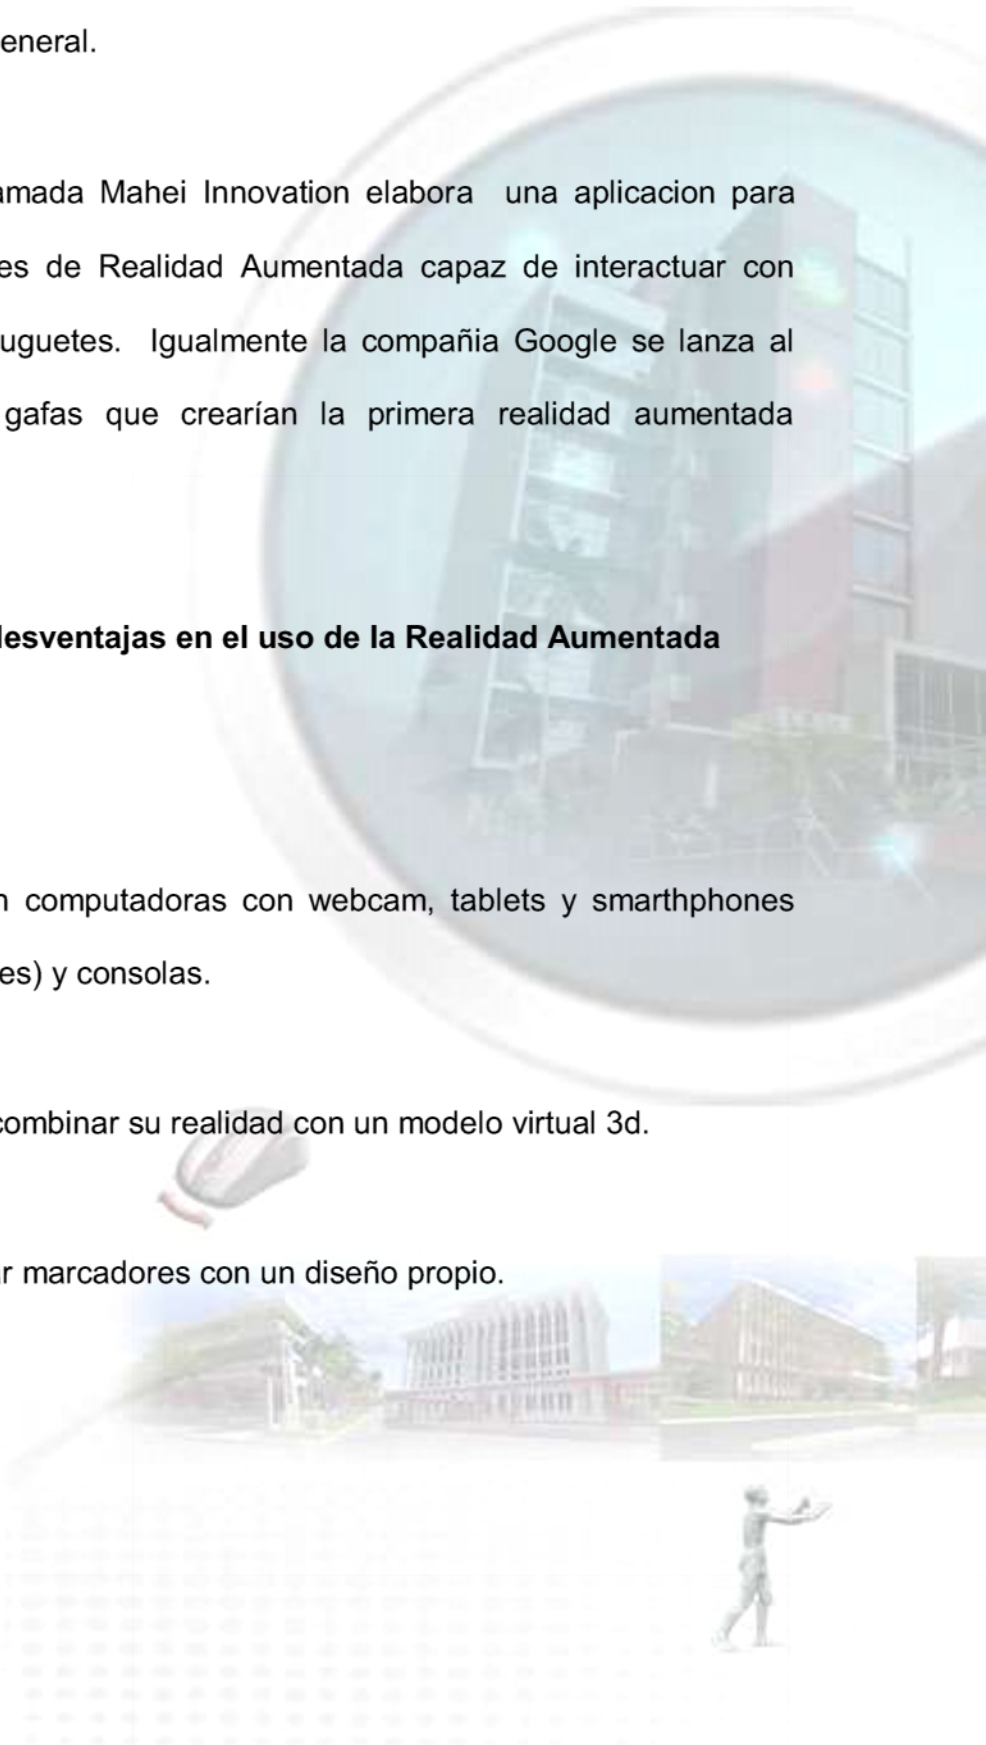 eneral.
amada Mahei Innovation elabora una aplicacion para
es de Realidad Aumentada capaz de interactuar con
uguetes. Igualmente la compañia Google se lanza al
gafas que crearían la primera realidad aumentada
desventajas en el uso de la Realidad Aumentada
n computadoras con webcam, tablets y smarthphones
es) y consolas.
combinar su realidad con un modelo virtual 3d.
r marcadores con un diseño propio.